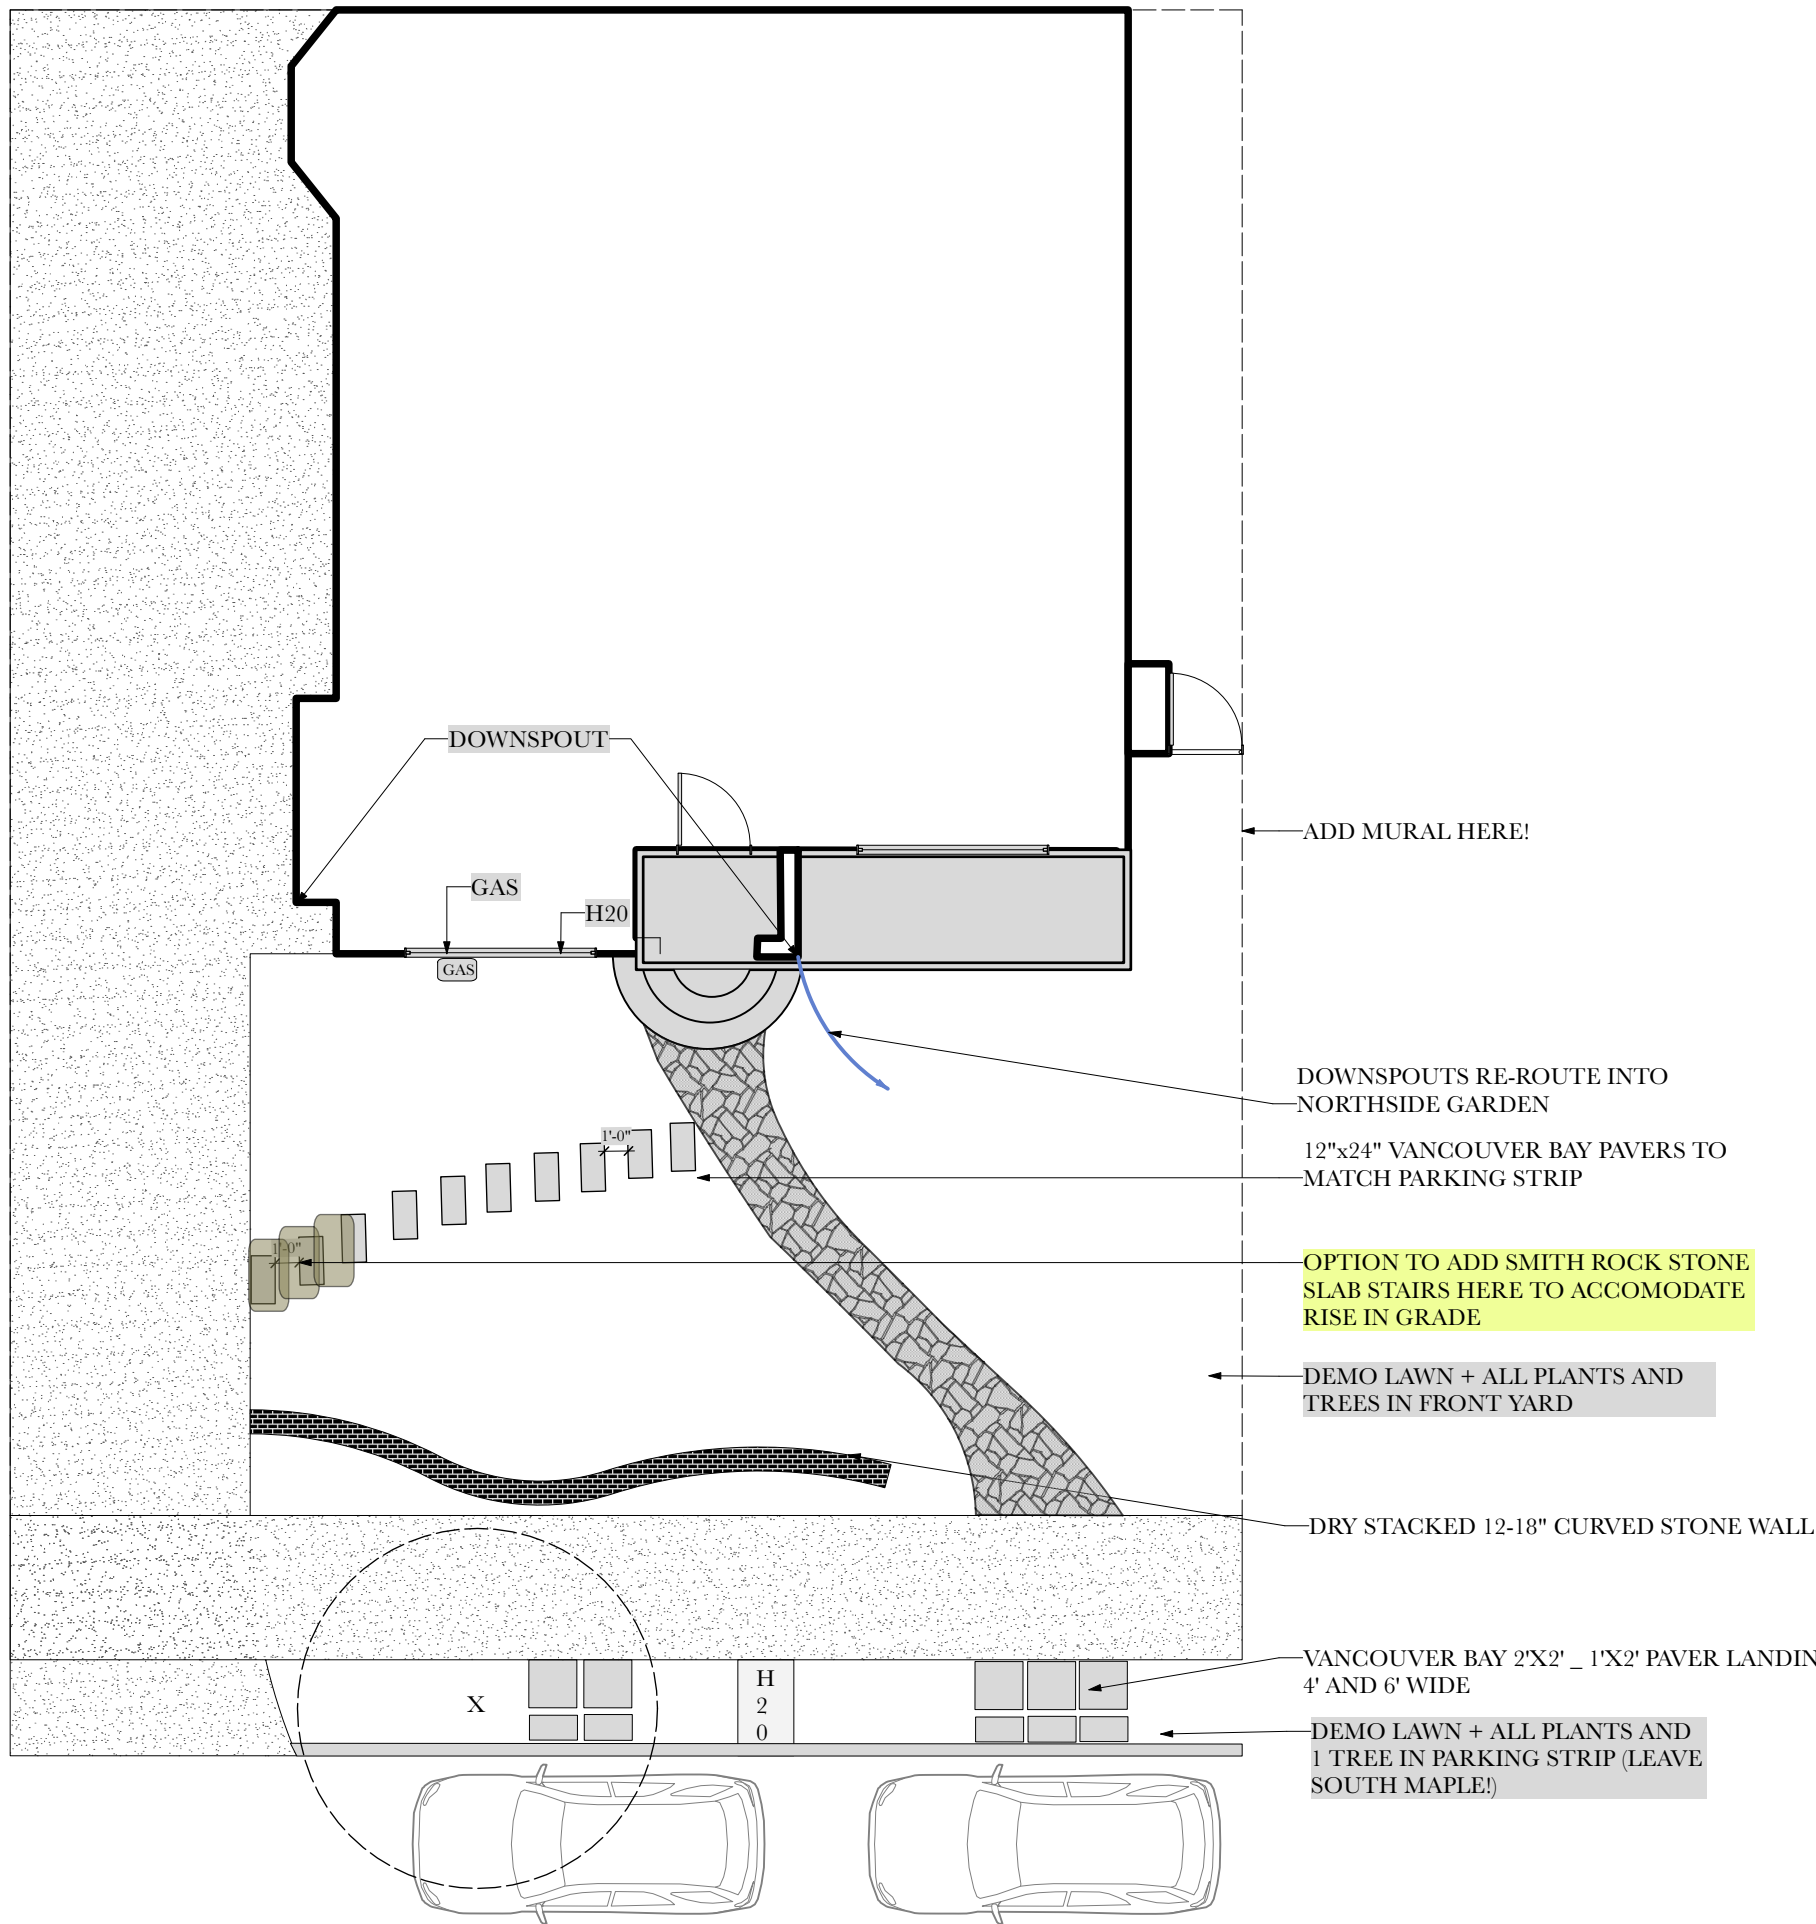 DOWNSPOUT
ADD MURAL HERE!
GAS
H20
GAS
DOWNSPOUTS RE-ROUTE INTO
NORTHSIDE GARDEN
1'-0"
12"x24" VANCOUVER BAY PAVERS TO
MATCH PARKING STRIP
1'-0"
OPTION TO ADD SMITH ROCK STONE
SLAB STAIRS HERE TO ACCOMODATE
RISE IN GRADE
DEMO LAWN + ALL PLANTS AND
TREES IN FRONT YARD
DRY STACKED 12-18" CURVED STONE WALL
X
H
2
0
VANCOUVER BAY 2'X2' _ 1'X2' PAVER LANDIN
4' AND 6' WIDE
DEMO LAWN + ALL PLANTS AND
1 TREE IN PARKING STRIP (LEAVE
SOUTH MAPLE!)